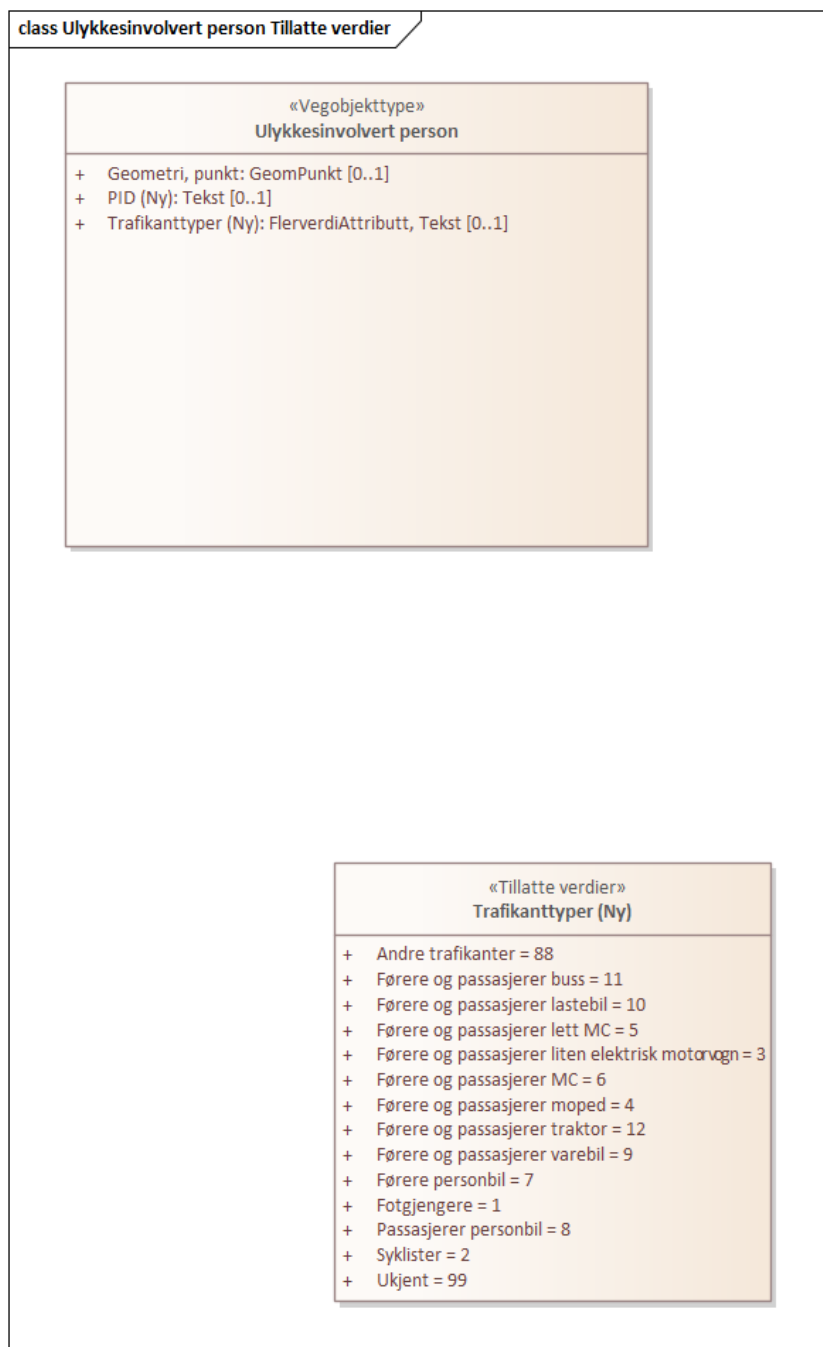 class Ulykkesinvolvert person Tillatte verdier
«Vegobjekttype»
Ulykkesinvolvert person
+ Geometri, punkt: GeomPunkt [0..1]
+ PID (Ny): Tekst [0..1]
+ Trafikanttyper (Ny): FlerverdiAttributt, Tekst [0..1]
«Tillatte verdier»
Trafikanttyper (Ny)
+ Andre trafikanter = 88
+ Førere og passasjerer buss = 11
+ Førere og passasjerer lastebil = 10
+ Førere og passasjerer lett MC = 5
+ Førere og passasjerer liten elektrisk motorvogn = 3
+ Førere og passasjerer MC = 6
+ Førere og passasjerer moped = 4
+ Førere og passasjerer traktor = 12
+ Førere og passasjerer varebil = 9
+ Førere personbil = 7
+ Fotgjengere = 1
+ Passasjerer personbil = 8
+ Syklister = 2
+ Ukjent = 99